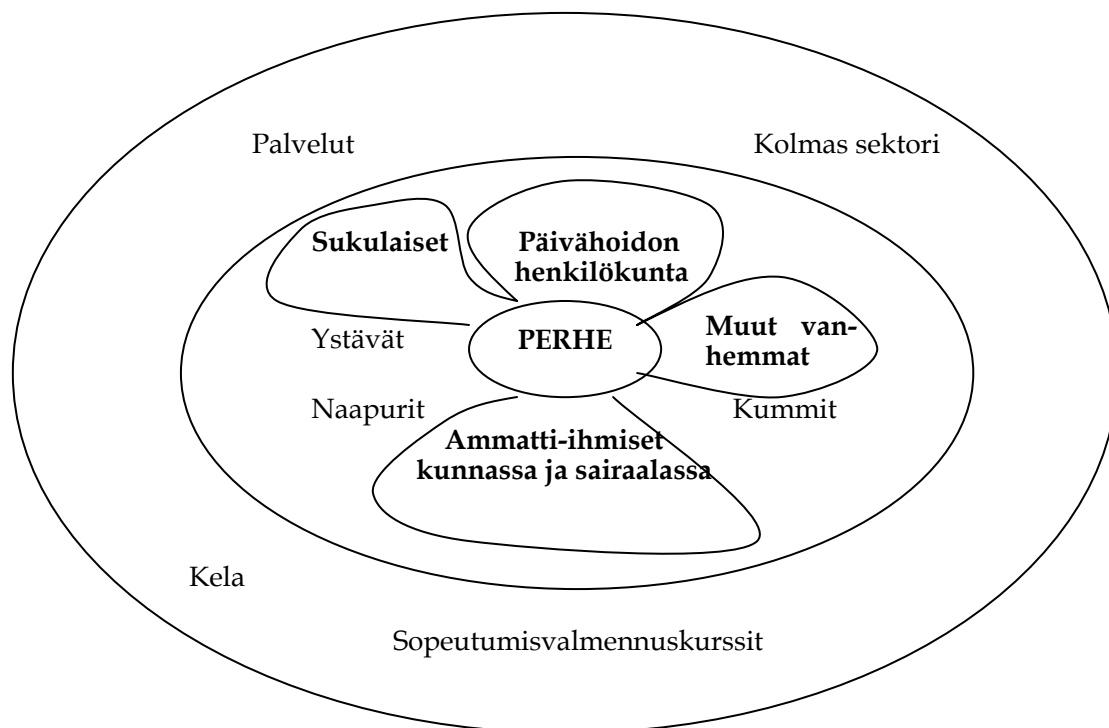 Palvelut
Kolmas sektori
Sukulaiset
Päivähoidon
henkilökunta
Ystävät
PERHE
Muut van-
hemmat
Naapurit
Kummit
Ammatti-ihmiset
kunnassa ja sairaalassa
Kela
Sopeutumisvalmennuskurssit